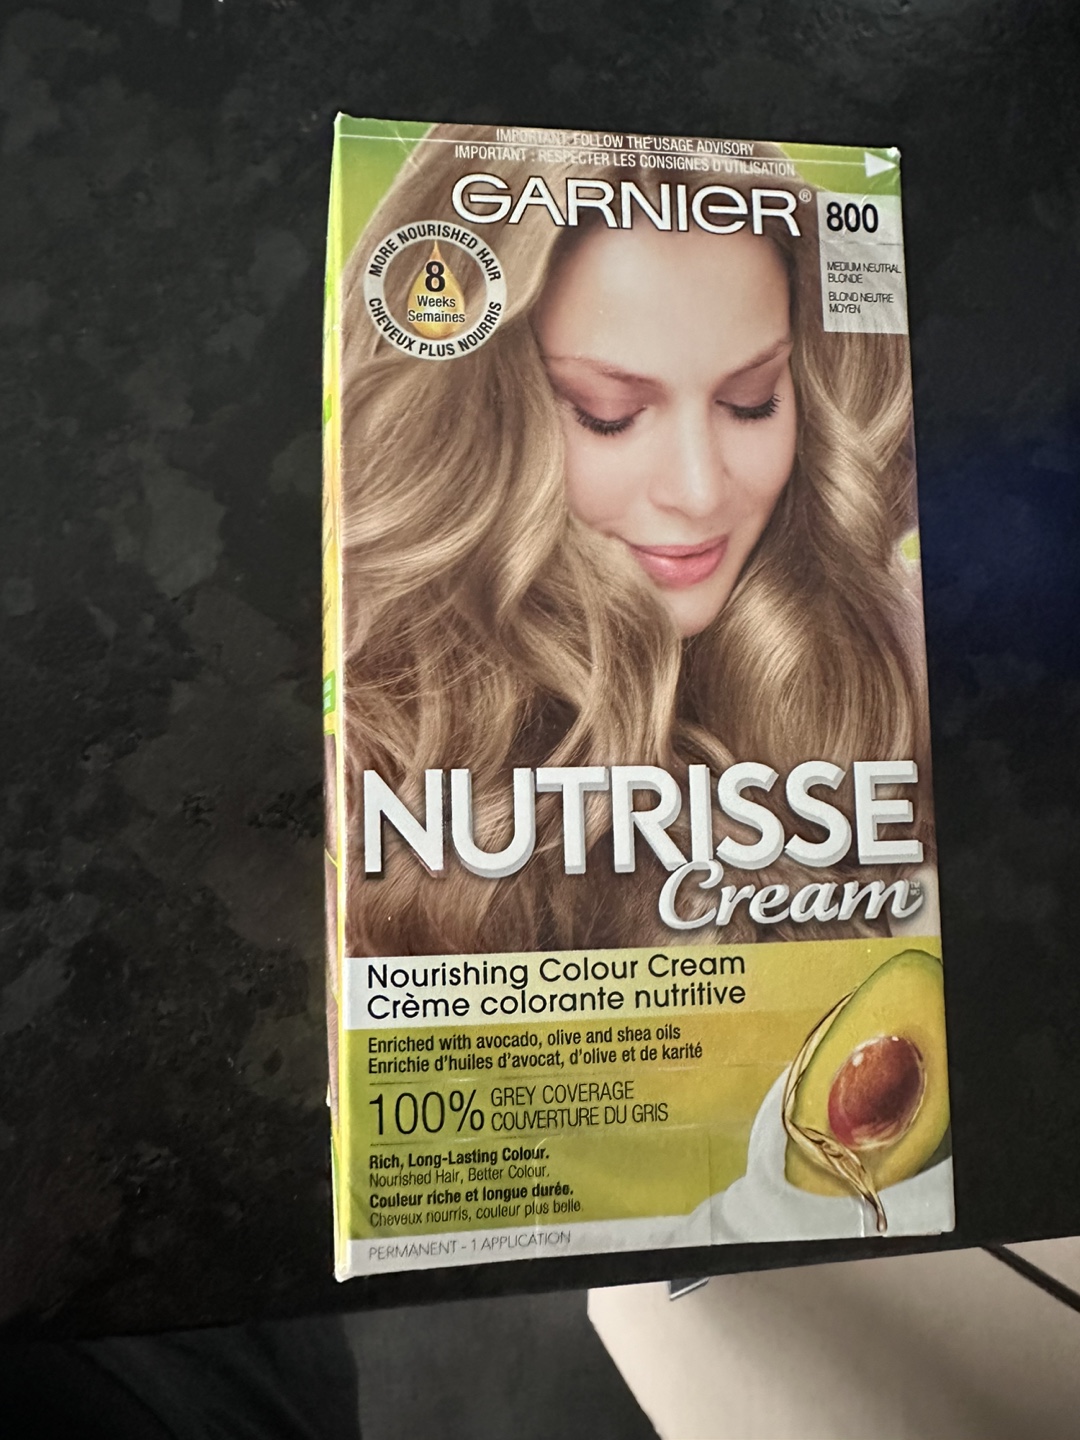 IMPORTANT: FOLLOW THE USAGE ADVISORY
IMPORTANT : RESPECTER LES CONSIGNES D'UTILISATION
GARNIER®
800
MEDIUM NEUTRAL
BLONDE
BLOND NEUTRE
MOYEN
MORE NOURISHED HAIR
8
Weeks
Semaines
CHEVEUX PLUS NOURRIS
NUTRISSE
Cream
Nourishing Colour Cream
Crème colorante nutritive
Enriched with avocado, olive and shea oils
Enrichie d'huiles d'avocat, d'olive et de karité
100% GREY COVERAGE
COUVERTURE DU GRIS
Rich, Long-Lasting Colour.
Nourished Hair, Better Colour.
Couleur riche et longue durée.
Cheveux nourris, couleur plus belle.
PERMANENT - 1 APPLICATION